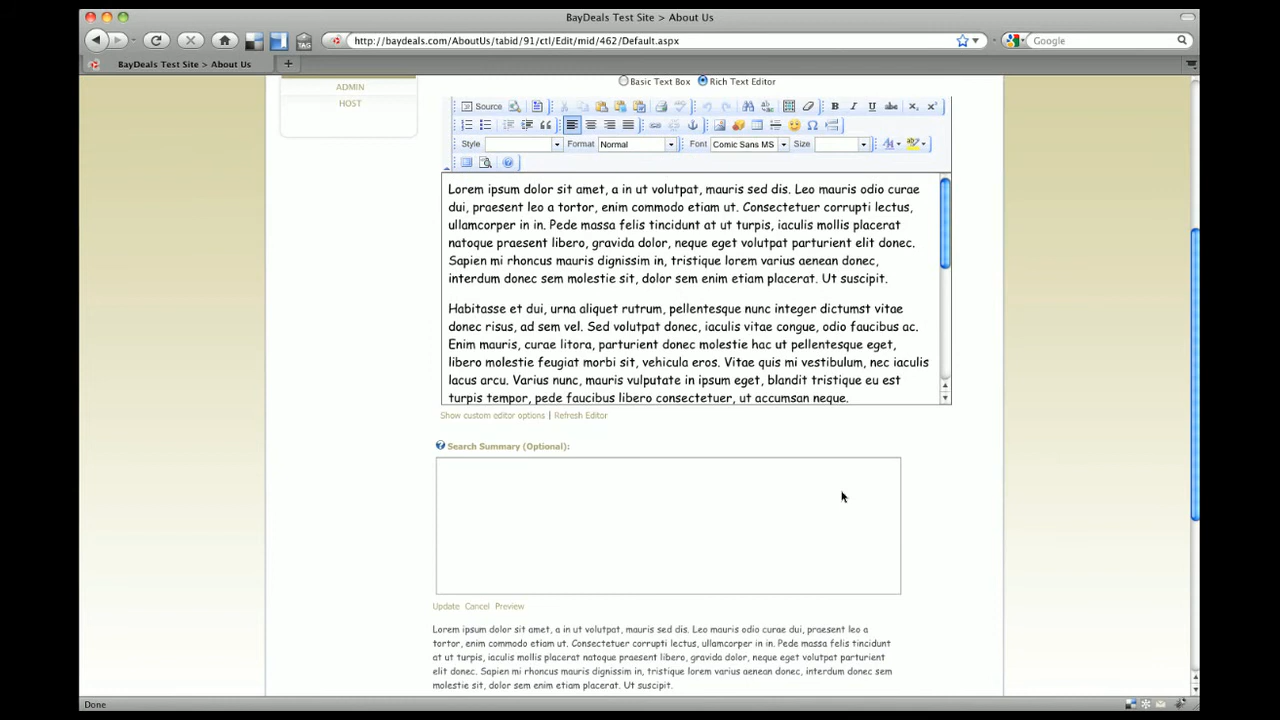 BayDeals Test Site > About Us
http://baydeals.com/AboutUs/tabid/91/ctl/Edit/mid/462/Default.aspx
Google
TAG
BayDeals Test Site > About Us
ADMIN
HOST
Basic Text Box Rich Text Editor
Source
Style Format Normal Font Comic Sans MS Size
Lorem ipsum dolor sit amet, a in ut volutpat, mauris sed dis. Leo mauris odio curae
dui, praesent leo a tortor, enim commodo etiam ut. Consectetuer corrupti lectus,
ullamcorper in in. Pede massa felis tincidunt at ut turpis, iaculis mollis placerat
natoque praesent libero, gravida dolor, neque eget volutpat parturient elit donec.
Sapien mi rhoncus mauris dignissim in, tristique lorem varius aenean donec,
interdum donec sem molestie sit, dolor sem enim etiam placerat. Ut suscipit.
Habitasse et dui, urna aliquet rutrum, pellentesque nunc integer dictumst vitae
donec risus, ad sem vel. Sed volutpat donec, iaculis vitae congue, odio faucibus ac.
Enim mauris, curae litora, parturient donec molestie hac ut pellentesque eget,
libero molestie feugiat morbi sit, vehicula eros. Vitae quis mi vestibulum, nec iaculis
lacus arcu. Varius nunc, mauris vulputate in ipsum eget, blandit tristique eu est
turpis tempor, pede faucibus libero consectetuer, ut accumsan neque.
Show custom editor options | Refresh Editor
Search Summary (Optional):
Update Cancel Preview
Lorem ipsum dolor sit amet, a in ut volutpat, mauris sed dis. Leo mauris odio curae dui, praesent leo a
tortor, enim commodo etiam ut. Consectetuer corrupti lectus, ullamcorper in in. Pede massa felis tincidunt
at ut turpis, iaculis mollis placerat natoque praesent libero, gravida dolor, neque eget volutpat parturient
elit donec. Sapien mi rhoncus mauris dignissim in, tristique lorem varius aenean donec, interdum donec sem
molestie sit, dolor sem enim etiam placerat. Ut suscipit.
Done